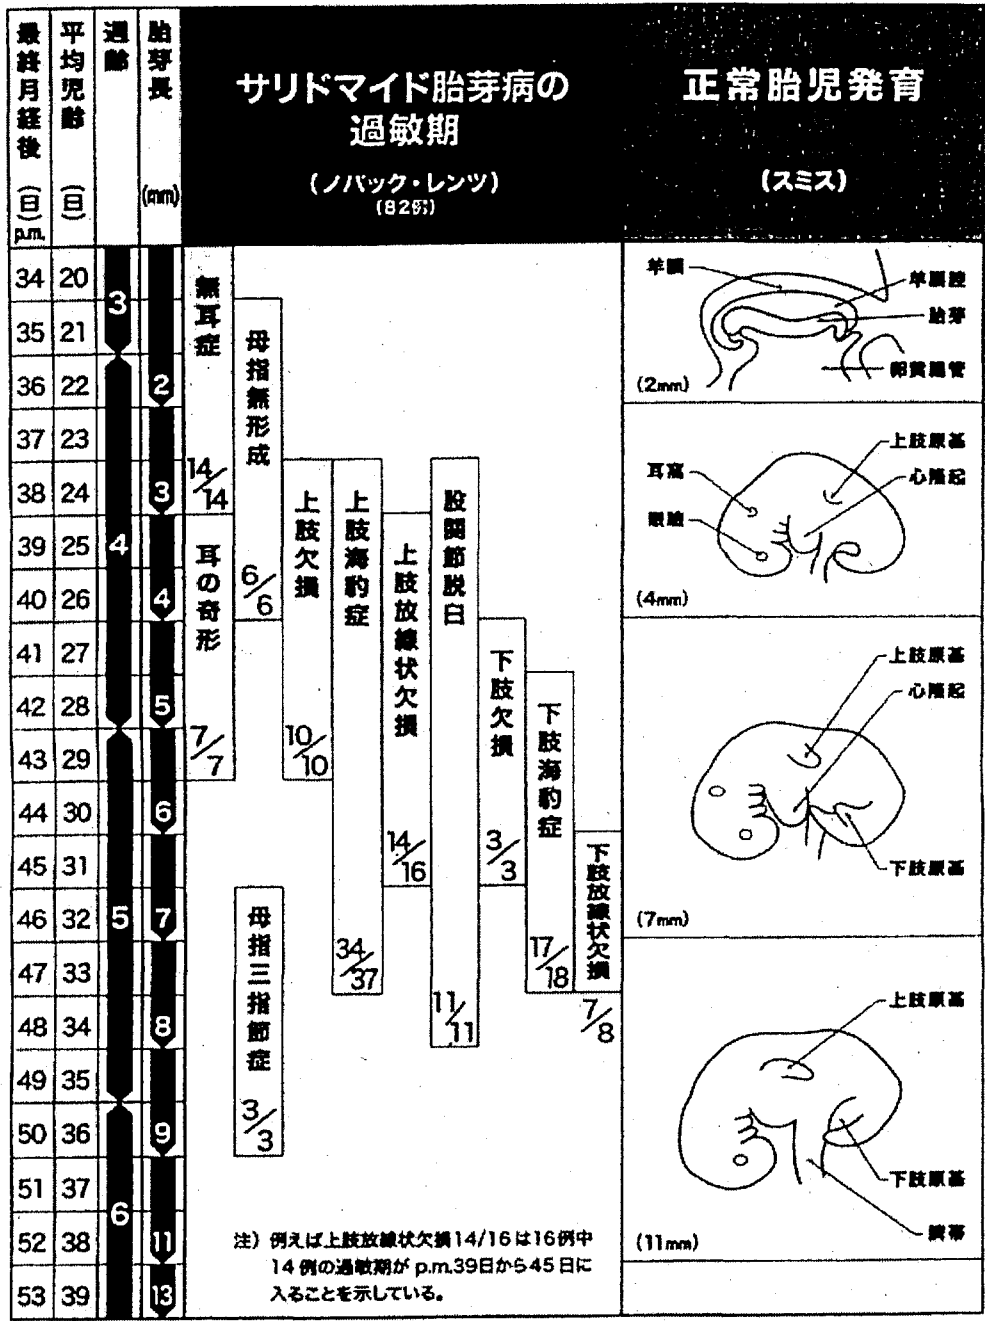 最終月経後(日)p.m.
平均児齢(日)
週齢
胎芽長(mm)
サリドマイド胎芽病の
過敏期
(ノバック・レンツ)
(82例)
正常胎児発育
(スミス)
34 20
35 21
36 22
37 23
38 24
39 25
40 26
41 27
42 28
43 29
44 30
45 31
46 32
47 33
48 34
49 35
50 36
51 37
52 38
53 39
3
4
5
6
2
3
4
5
6
7
8
9
11
13
無耳症
14/14
耳の奇形
7/7
母指無形成
6/6
母指三指節症
3/3
上肢欠損
10/10
上肢海豹症
34/37
上肢放線状欠損
14/16
股関節脱臼
11/11
下肢欠損
3/3
下肢海豹症
17/18
下肢放線状欠損
7/8
注) 例えば上肢放線状欠損14/16は16例中
14例の過敏期がp.m.39日から45日に
入ることを示している。
羊膜
羊膜腔
胎芽
卵黄腸管
(2mm)
上肢原基
心隆起
耳窩
眼胞
(4mm)
上肢原基
心隆起
下肢原基
(7mm)
上肢原基
下肢原基
臍帯
(11mm)